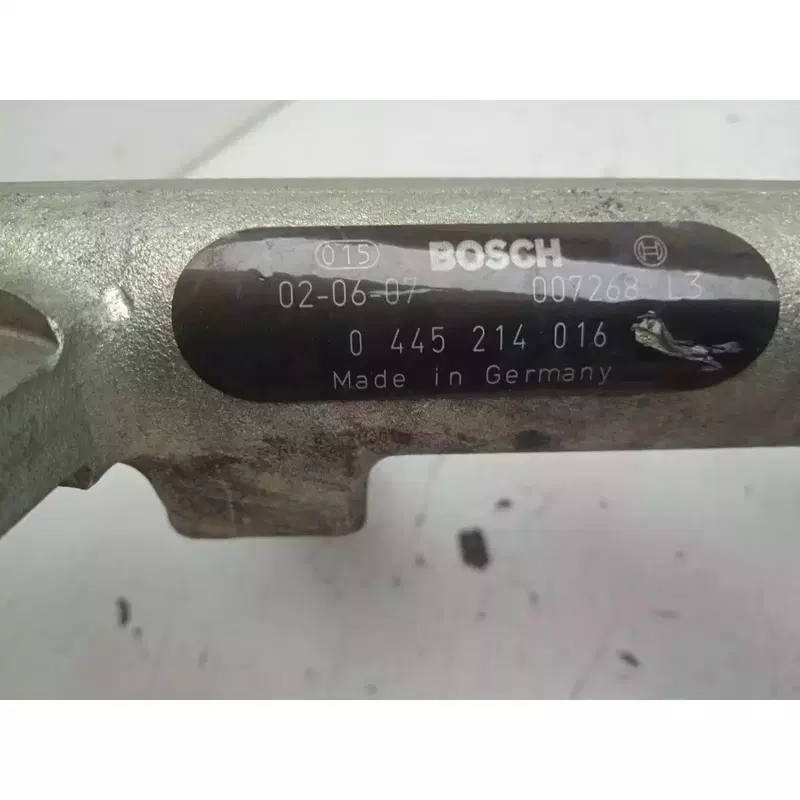 015 BOSCH
02-06-07 007268 L3
0 445 214 016
Made in Germany